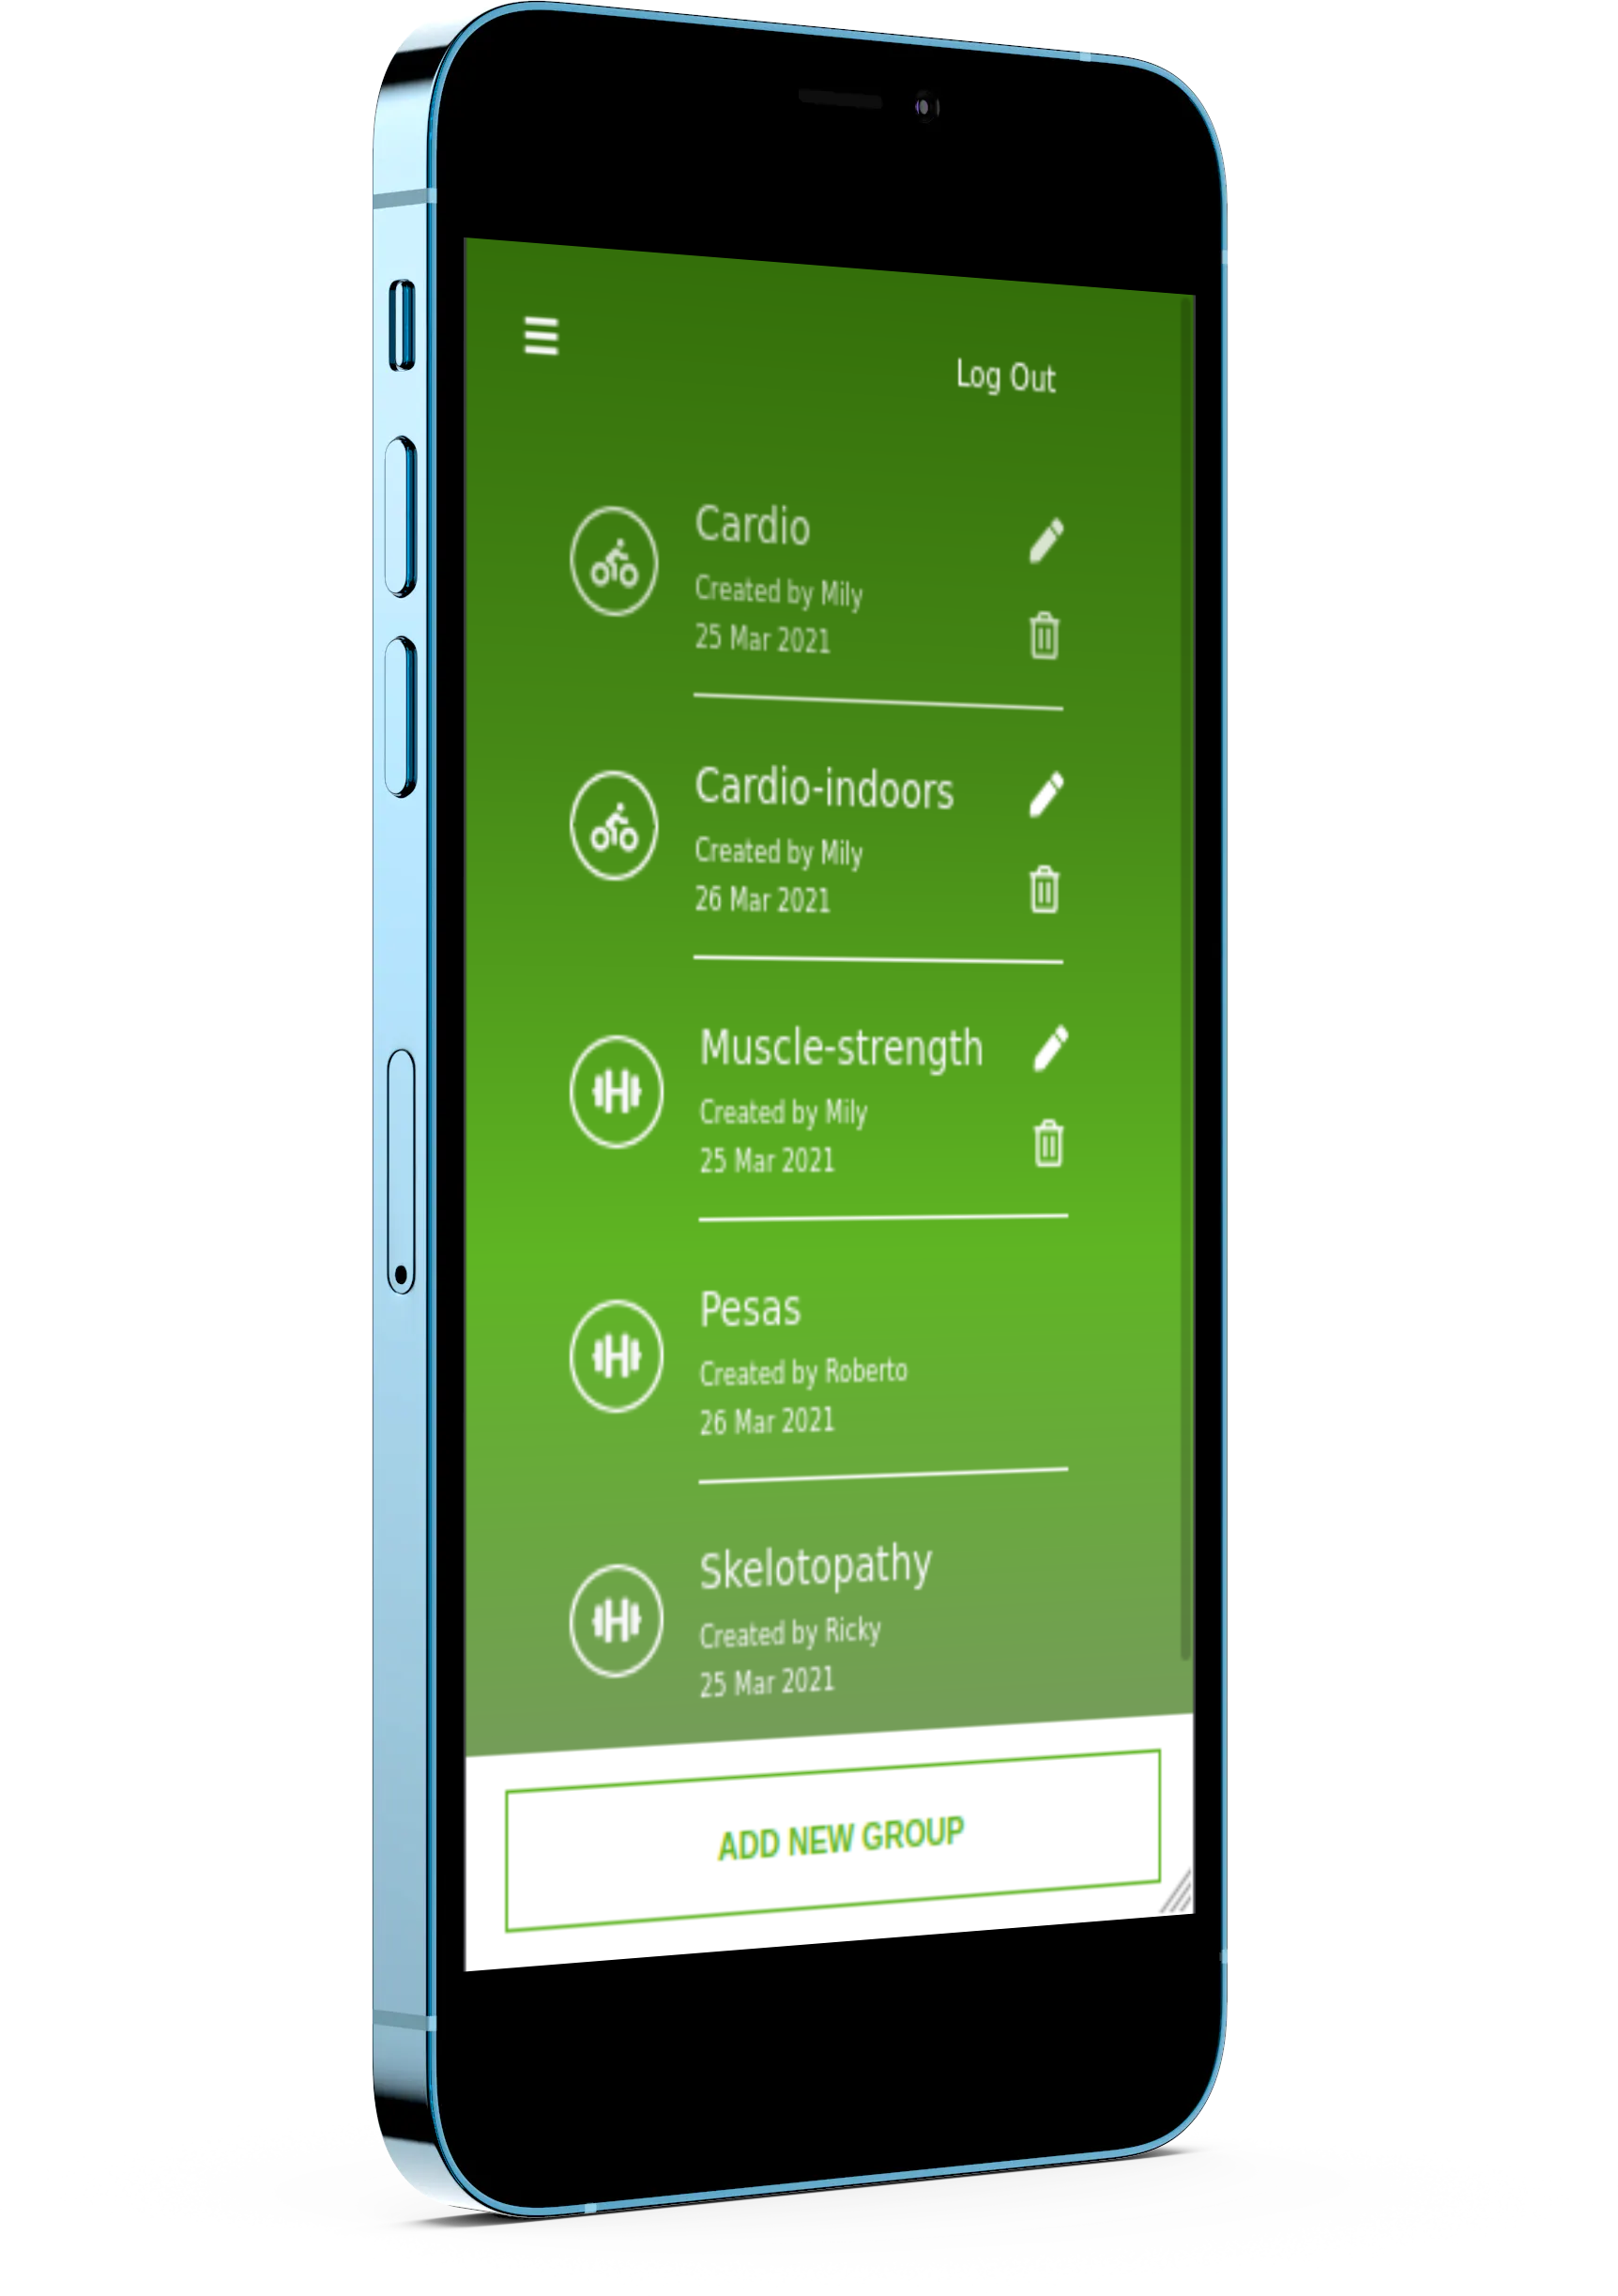 Log Out
Cardio
Created by Mily
25 Mar 2021
Cardio-indoors
Created by Mily
26 Mar 2021
Muscle-strength
Created by Mily
25 Mar 2021
Pesas
Created by Roberto
26 Mar 2021
Skelotopathy
Created by Ricky
25 Mar 2021
ADD NEW GROUP